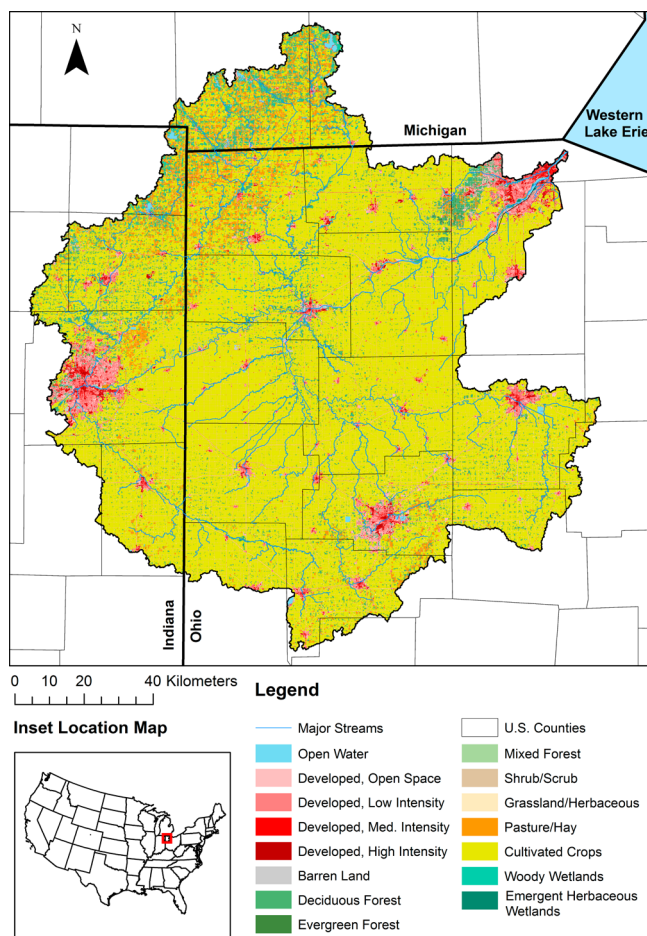 N
Michigan
Western
Lake Erie
Indiana
Ohio
0 20 40 Kilometers
Legend
Inset Location Map
Major Streams
Open Water
Developed, Open Space
Developed, Low Intensity
Developed, Med. Intensity
Developed, High Intensity
Barren Land
Deciduous Forest
Evergreen Forest
U.S. Counties
Mixed Forest
Shrub/Scrub
Grassland/Herbaceous
Pasture/Hay
Cultivated Crops
Woody Wetlands
Emergent Herbaceous
Wetlands